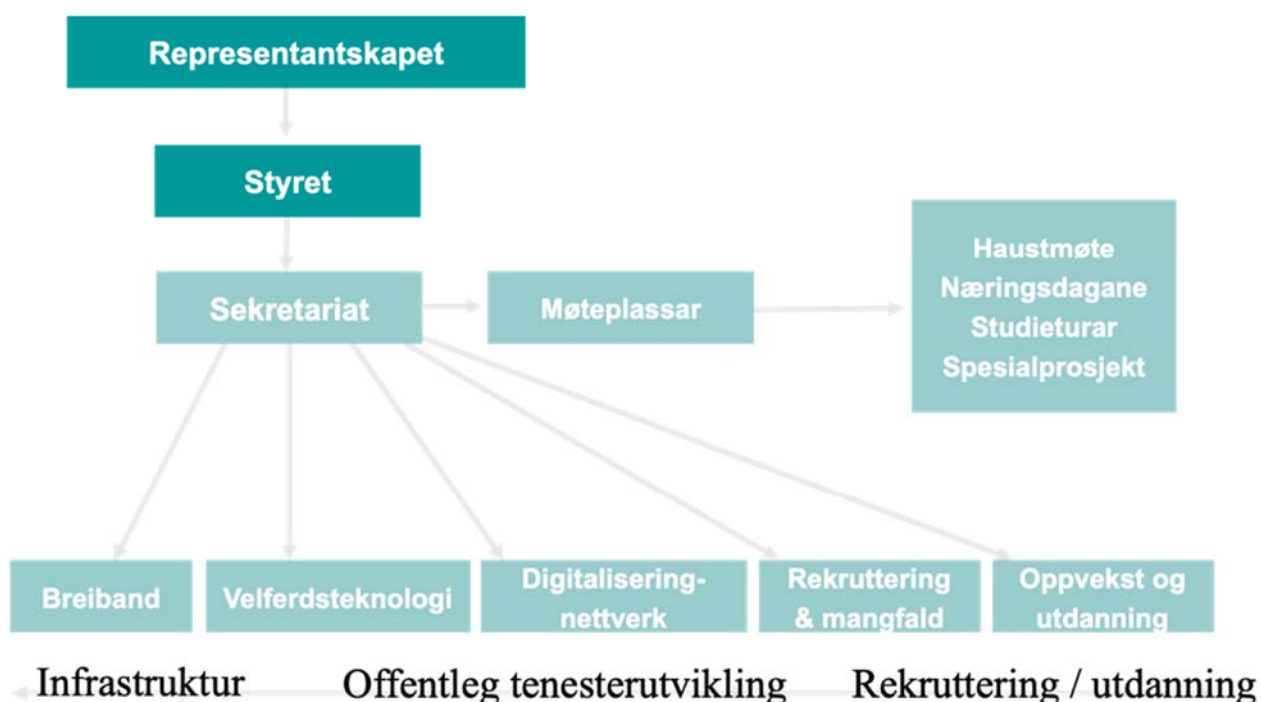 Representantskapet
Styret
Sekretariat
Møteplassar
Haustmøte
Næringsdagane
Studieturar
Spesialprosjekt
Breiband
Velferdsteknologi
Digitalisering-
nettverk
Rekruttering
& mangfald
Oppvekst og
utdanning
Infrastruktur
Offentleg tenesterutvikling
Rekruttering / utdanning